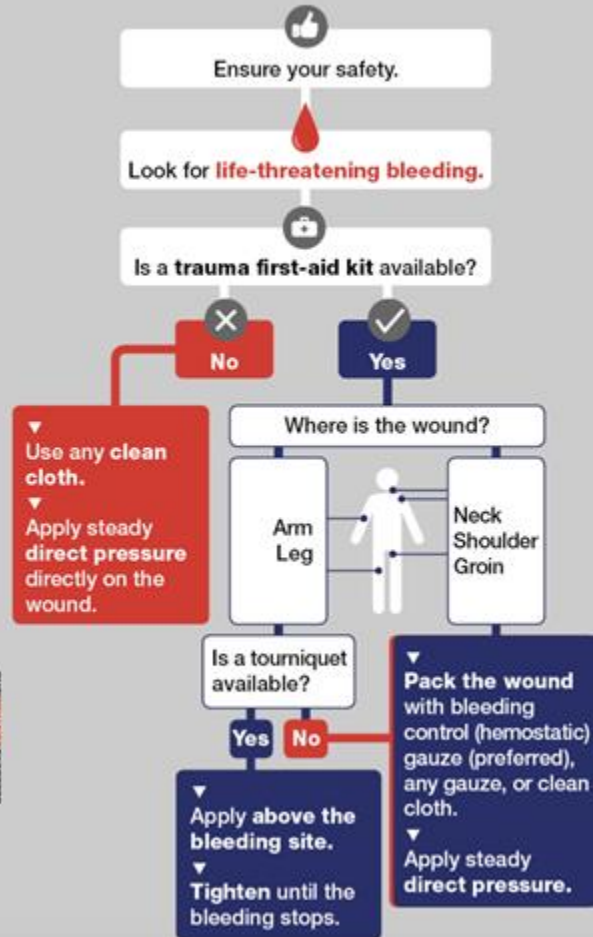 Ensure your safety.
Look for life-threatening bleeding.
Is a trauma first-aid kit available?
No
Yes
Use any clean
cloth.
Apply steady
direct pressure
directly on the
wound.
Where is the wound?
Arm
Leg
Neck
Shoulder
Groin
Is a tourniquet
available?
Yes
No
Apply above the
bleeding site.
Tighten until the
bleeding stops.
Pack the wound
with bleeding
control (hemostatic)
gauze (preferred),
any gauze, or clean
cloth.
Apply steady
direct pressure.